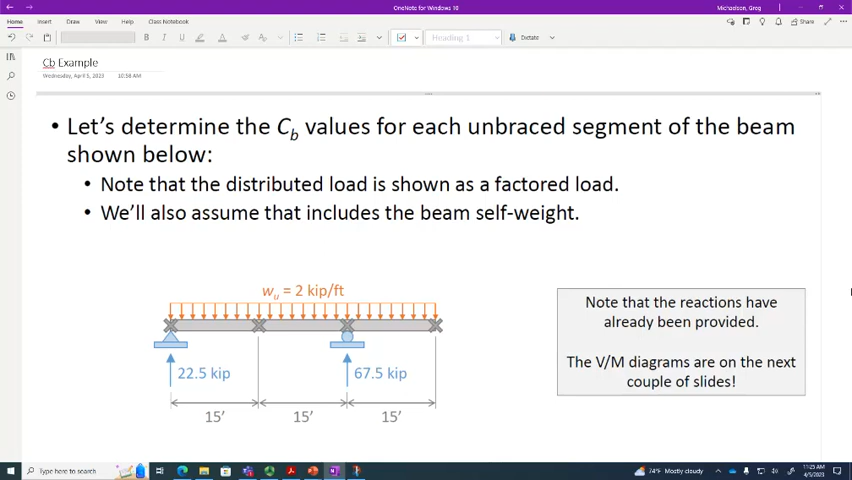 OneNote for Windows 10
Michaelson, Greg
Home Insert Draw View Help Class Notebook
Share
Heading 1
Dictate
Cb Example
Wednesday, April 5, 2023 10:58 AM
• Let's determine the Cb values for each unbraced segment of the beam
shown below:
• Note that the distributed load is shown as a factored load.
• We'll also assume that includes the beam self-weight.
wu = 2 kip/ft
22.5 kip
67.5 kip
15'
15'
15'
Note that the reactions have
already been provided.
The V/M diagrams are on the next
couple of slides!
Type here to search
74°F Mostly cloudy
11:25 AM
4/5/2023